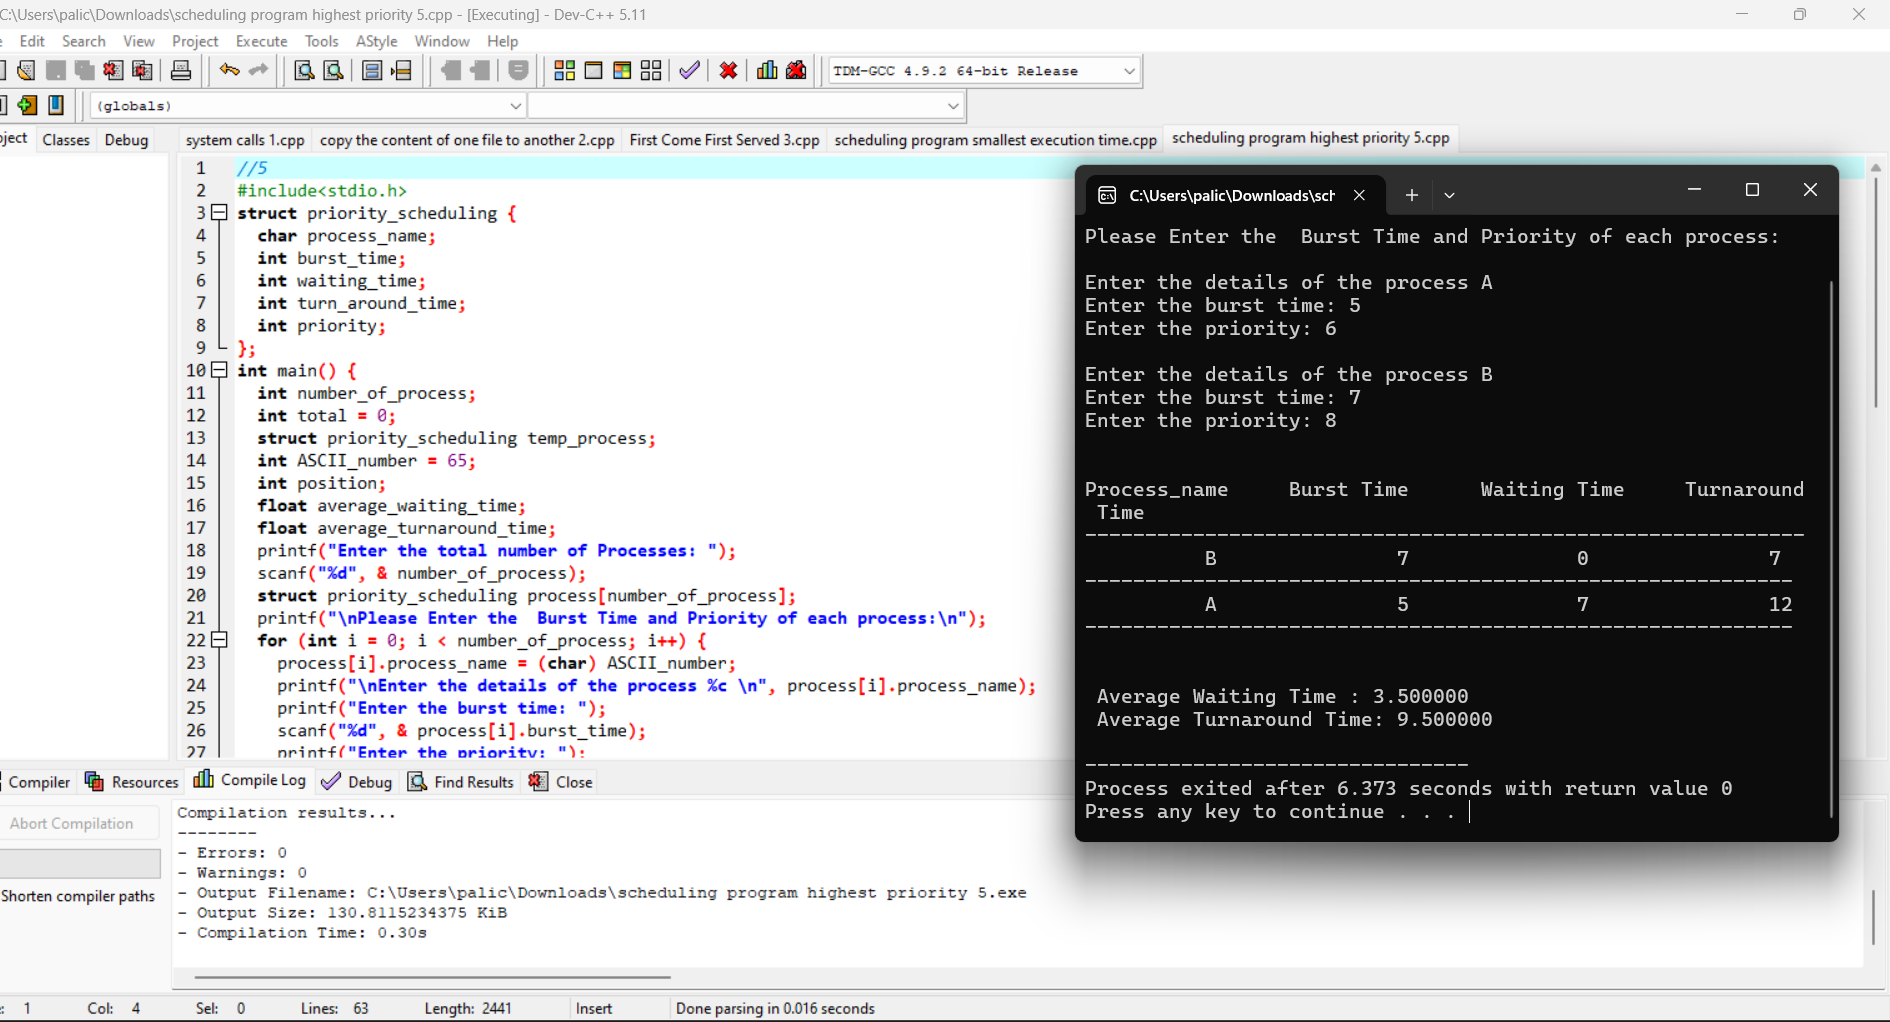 C:\Users\palic\Downloads\scheduling program highest priority 5.cpp - [Executing] - Dev-C++ 5.11
Edit Search View Project Execute Tools AStyle Window Help
TDM-GCC 4.9.2 64-bit Release
(globals)
Classes Debug
system calls 1.cpp copy the content of one file to another 2.cpp First Come First Served 3.cpp scheduling program smallest execution time.cpp scheduling program highest priority 5.cpp
1 //5
2 #include<stdio.h>
3 struct priority_scheduling {
4 char process_name;
5 int burst_time;
6 int waiting_time;
7 int turn_around_time;
8 int priority;
9 };
10 int main() {
11 int number_of_process;
12 int total = 0;
13 struct priority_scheduling temp_process;
14 int ASCII_number = 65;
15 int position;
16 float average_waiting_time;
17 float average_turnaround_time;
18 printf("Enter the total number of Processes: ");
19 scanf("%d", & number_of_process);
20 struct priority_scheduling process[number_of_process];
21 printf("\nPlease Enter the  Burst Time and Priority of each process:\n");
22 for (int i = 0; i < number_of_process; i++) {
23 process[i].process_name = (char) ASCII_number;
24 printf("\nEnter the details of the process %c \n", process[i].process_name);
25 printf("Enter the burst time: ");
26 scanf("%d", & process[i].burst_time);
27 printf("Enter the priority: ");
C:\Users\palic\Downloads\sch
Please Enter the  Burst Time and Priority of each process:
Enter the details of the process A
Enter the burst time: 5
Enter the priority: 6
Enter the details of the process B
Enter the burst time: 7
Enter the priority: 8
Process_name Burst Time Waiting Time Turnaround
Time
------------------------------------------------------------
B 7 0 7
-----------------------------------------------------------
A 5 7 12
-----------------------------------------------------------
Average Waiting Time : 3.500000
Average Turnaround Time: 9.500000
--------------------------------
Process exited after 6.373 seconds with return value 0
Press any key to continue . . .
Compiler Resources Compile Log Debug Find Results Close
Abort Compilation
Shorten compiler paths
Compilation results...
--------
- Errors: 0
- Warnings: 0
- Output Filename: C:\Users\palic\Downloads\scheduling program highest priority 5.exe
- Output Size: 130.8115234375 KiB
- Compilation Time: 0.30s
1 Col: 4 Sel: 0 Lines: 63 Length: 2441 Insert Done parsing in 0.016 seconds